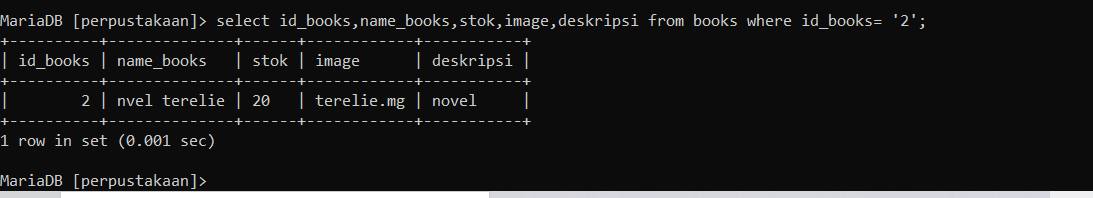 MariaDB [perpustakaan]> select id_books,name_books,stok,image,deskripsi from books where id_books= '2';
+----------+--------------+------+------------+-----------+
| id_books | name_books   | stok | image      | deskripsi |
+----------+--------------+------+------------+-----------+
|        2 | nvel terelie | 20   | terelie.mg | novel     |
+----------+--------------+------+------------+-----------+
1 row in set (0.001 sec)
MariaDB [perpustakaan]>